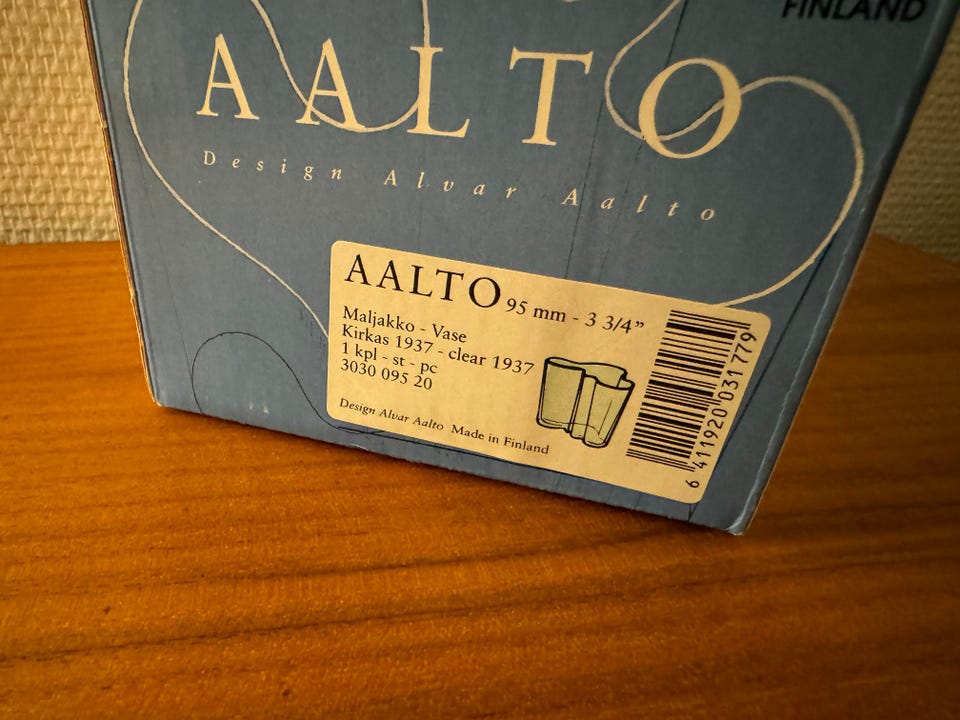 FINLAND
AALTO
Design Alvar Aalto
AALTO 95 mm - 3 3/4”
Maljakko - Vase
Kirkas 1937 - clear 1937
1 kpl - st - pc
3030 095 20
Design Alvar Aalto Made in Finland
6 411920 031779